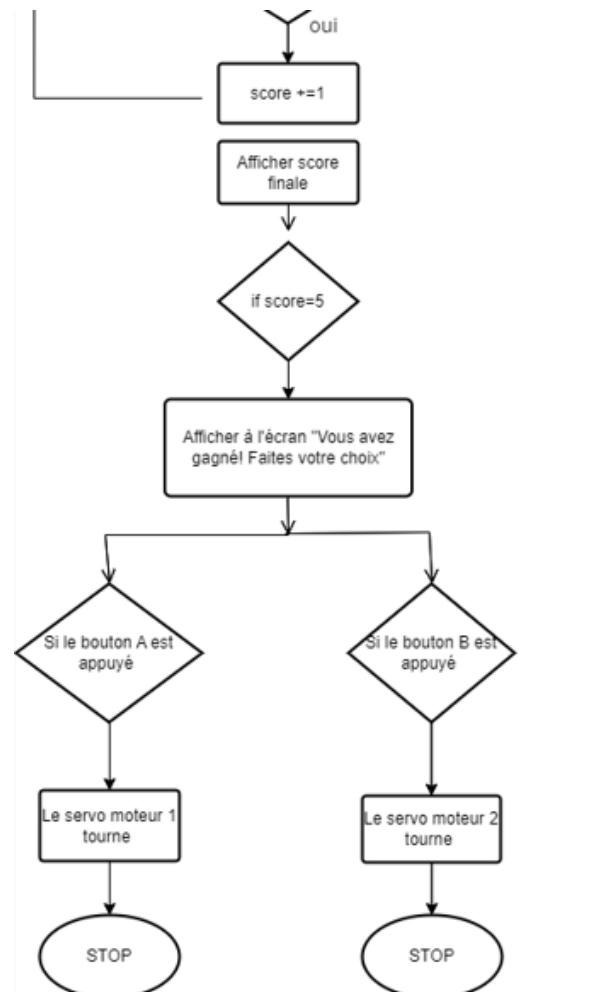 oui
score +=1
Afficher score
finale
if score=5
Afficher à l'écran "Vous avez
gagné! Faites votre choix"
Si le bouton A est
appuyé
Si le bouton B est
appuyé
Le servo moteur 1
tourne
Le servo moteur 2
tourne
STOP
STOP